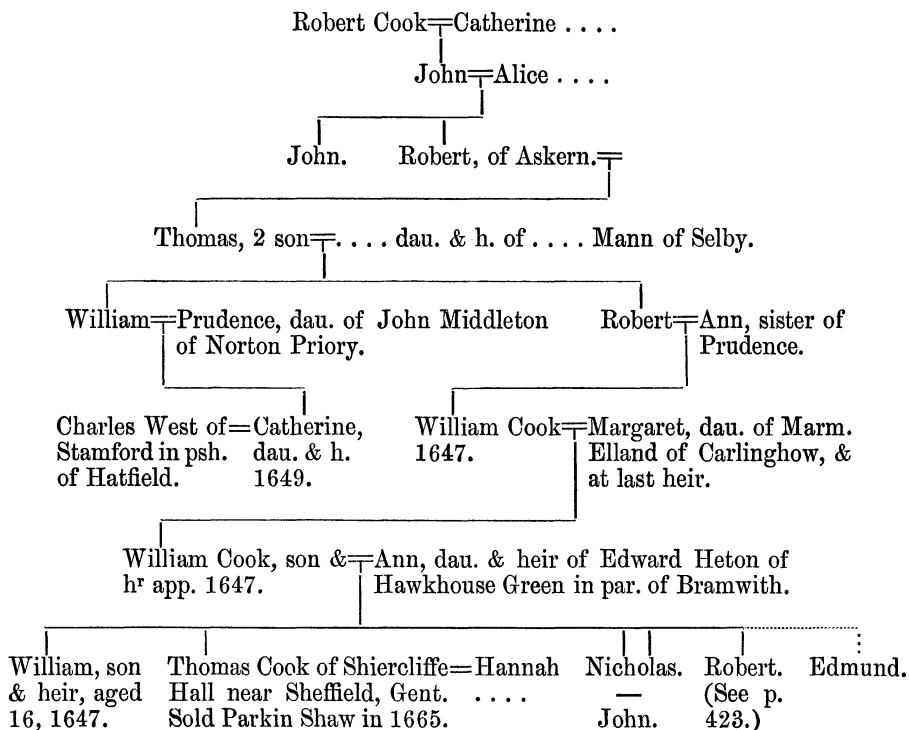 Robert Cook=Catherine . . . .
John=Alice . . . .
John. Robert, of Askern.=
Thomas, 2 son=. . . . dau. & h. of . . . . Mann of Selby.
William=Prudence, dau. of John Middleton
of Norton Priory.
Robert=Ann, sister of
Prudence.
Charles West of=Catherine,
Stamford in psh. dau. & h.
of Hatfield. 1649.
William Cook=Margaret, dau. of Marm.
1647. Elland of Carlinghow, &
at last heir.
William Cook, son &=Ann, dau. & heir of Edward Heton of
hʳ app. 1647. Hawkhouse Green in par. of Bramwith.
William, son
& heir, aged
16, 1647.
Thomas Cook of Shiercliffe=Hannah
Hall near Sheffield, Gent. . . . .
Sold Parkin Shaw in 1665.
Nicholas.
—
John.
Robert.
(See p.
423.)
Edmund.